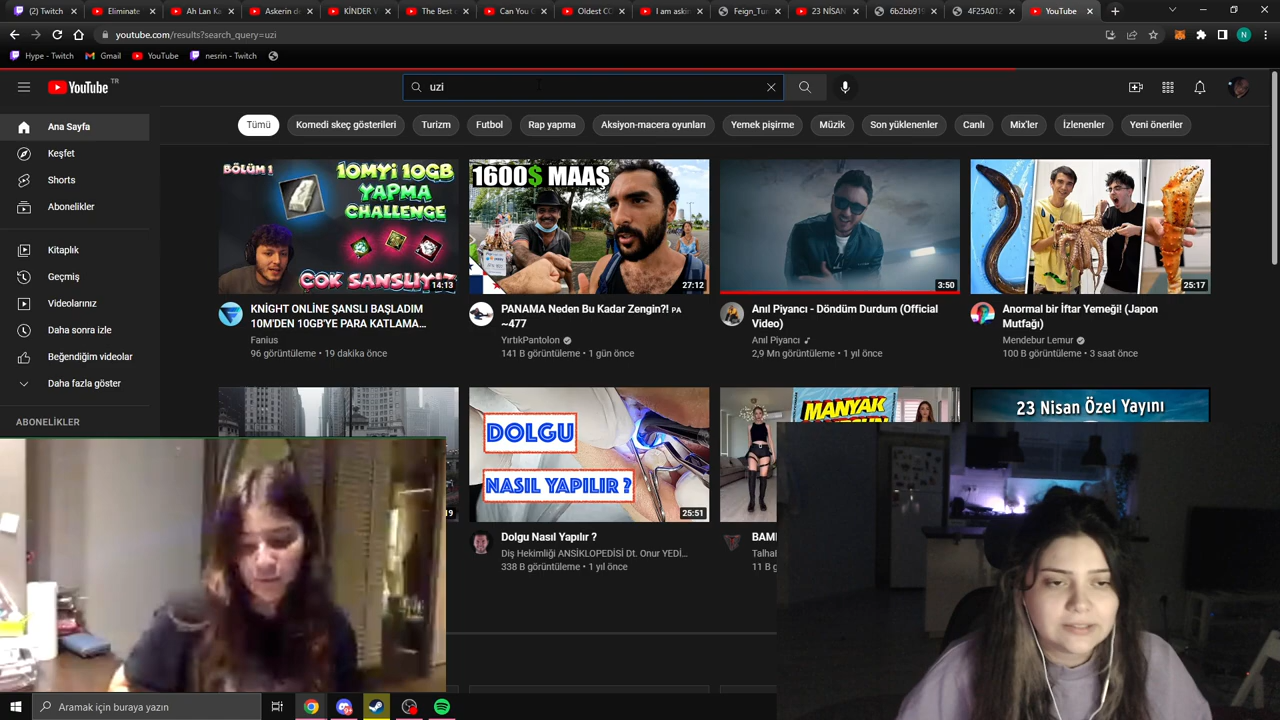 (2) Twitch
Eliminate
Ah Lan Ka
Askerin d
KİNDER V
The Best c
Can You C
Oldest CC
I am askin
Feign_Tur
23 NİSAN
6b2bb919
4F25A012
YouTube
youtube.com/results?search_query=uzi
N
Hype - Twitch
Gmail
YouTube
nesrin - Twitch
YouTube TR
uzi
Tümü
Komedi skeç gösterileri
Turizm
Futbol
Rap yapma
Aksiyon-macera oyunları
Yemek pişirme
Müzik
Son yüklenenler
Canlı
Mix'ler
İzlenenler
Yeni öneriler
Ana Sayfa
Keşfet
Shorts
Abonelikler
Kitaplık
Geçmiş
Videolarınız
Daha sonra izle
Beğendiğim videolar
Daha fazla göster
ABONELİKLER
BÖLÜM 1
10MYİ 10GB
YAPMA
CHALLENGE
ÇOK ŞANSLIYIZ
14:13
KNİGHT ONLİNE ŞANSLI BAŞLADIM
10M'DEN 10GB'YE PARA KATLAMA...
Fanius
96 görüntüleme • 19 dakika önce
1600$ MAAŞ
27:12
PANAMA Neden Bu Kadar Zengin?! ᴘᴀ
~477
YırtıkPantolon
141 B görüntüleme • 1 gün önce
3:50
Anıl Piyancı - Döndüm Durdum (Official
Video)
Anıl Piyancı
2,9 Mn görüntüleme • 1 yıl önce
25:17
Anormal bir İftar Yemeği! (Japon
Mutfağı)
Mendebur Lemur
100 B görüntüleme • 3 saat önce
DOLGU
NASIL YAPILIR ?
25:51
Dolgu Nasıl Yapılır ?
Diş Hekimliği ANSİKLOPEDİSİ Dt. Onur YEDİ...
338 B görüntüleme • 1 yıl önce
MANYAK
BAMI
Talha
11 B g
23 Nisan Özel Yayını
Aramak için buraya yazın